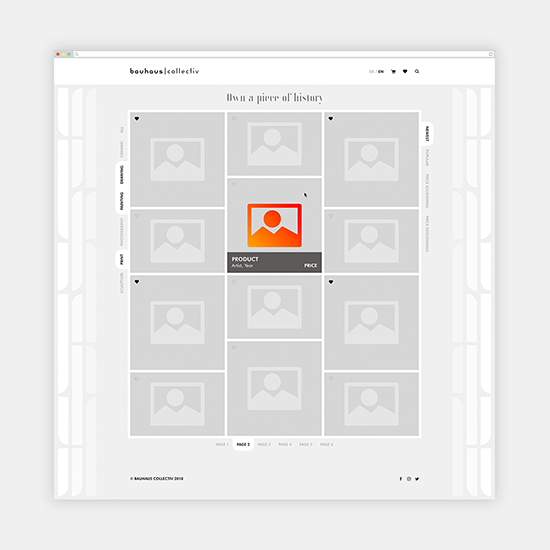 bauhaus|collectiv
DE | EN
Own a piece of history
ALL
CERAMIC
DRAWING
PAINTING
PHOTOGRAPHY
PRINT
SCULPTURE
NEWEST
POPULAR
PRICE ASCENDING
PRICE DESCENDING
PRODUCT
Artist, Year
PRICE
PAGE 1 PAGE 2 PAGE 3 PAGE 4 PAGE 5 PAGE 6
© BAUHAUS COLLECTIV 2018